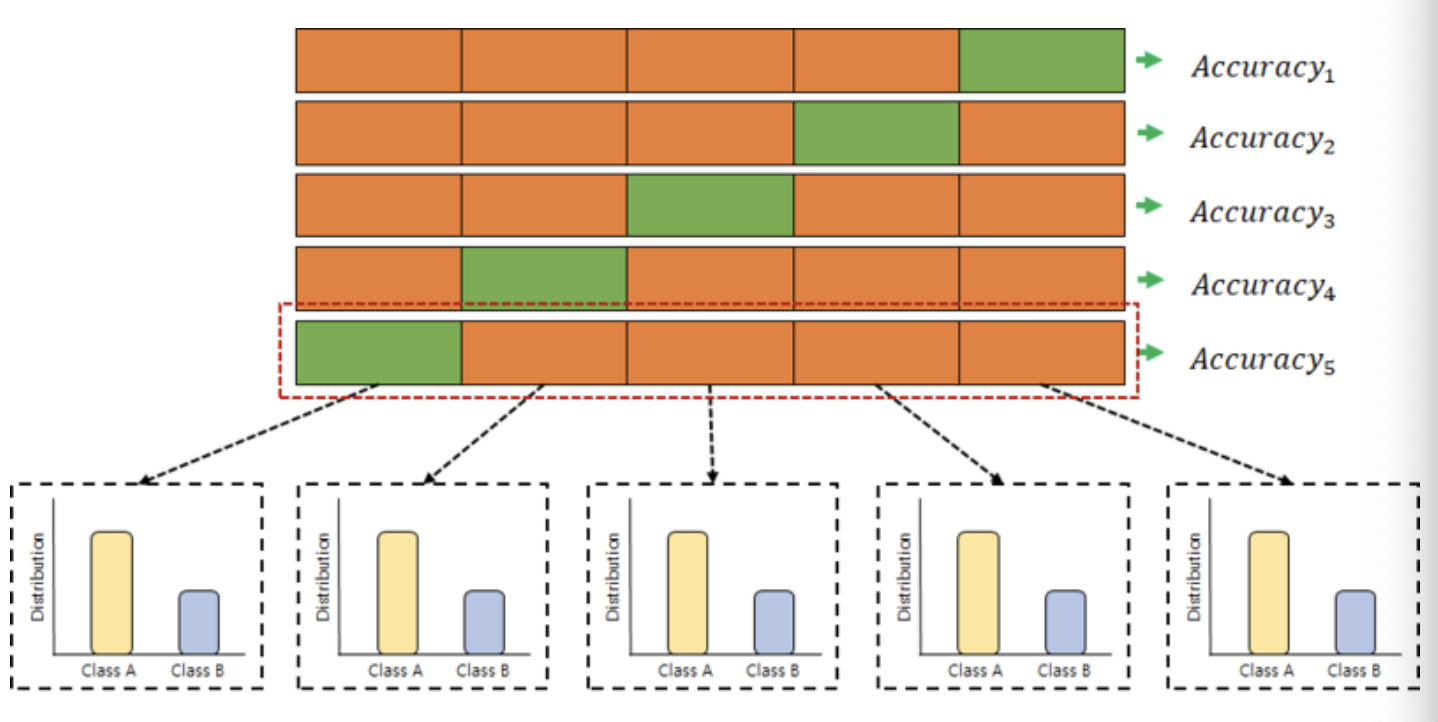 Accuracy₁
Accuracy₂
Accuracy₃
Accuracy₄
Accuracy₅
Distribution
Class A Class B
Distribution
Class A Class B
Distribution
Class A Class B
Distribution
Class A Class B
Distribution
Class A Class B